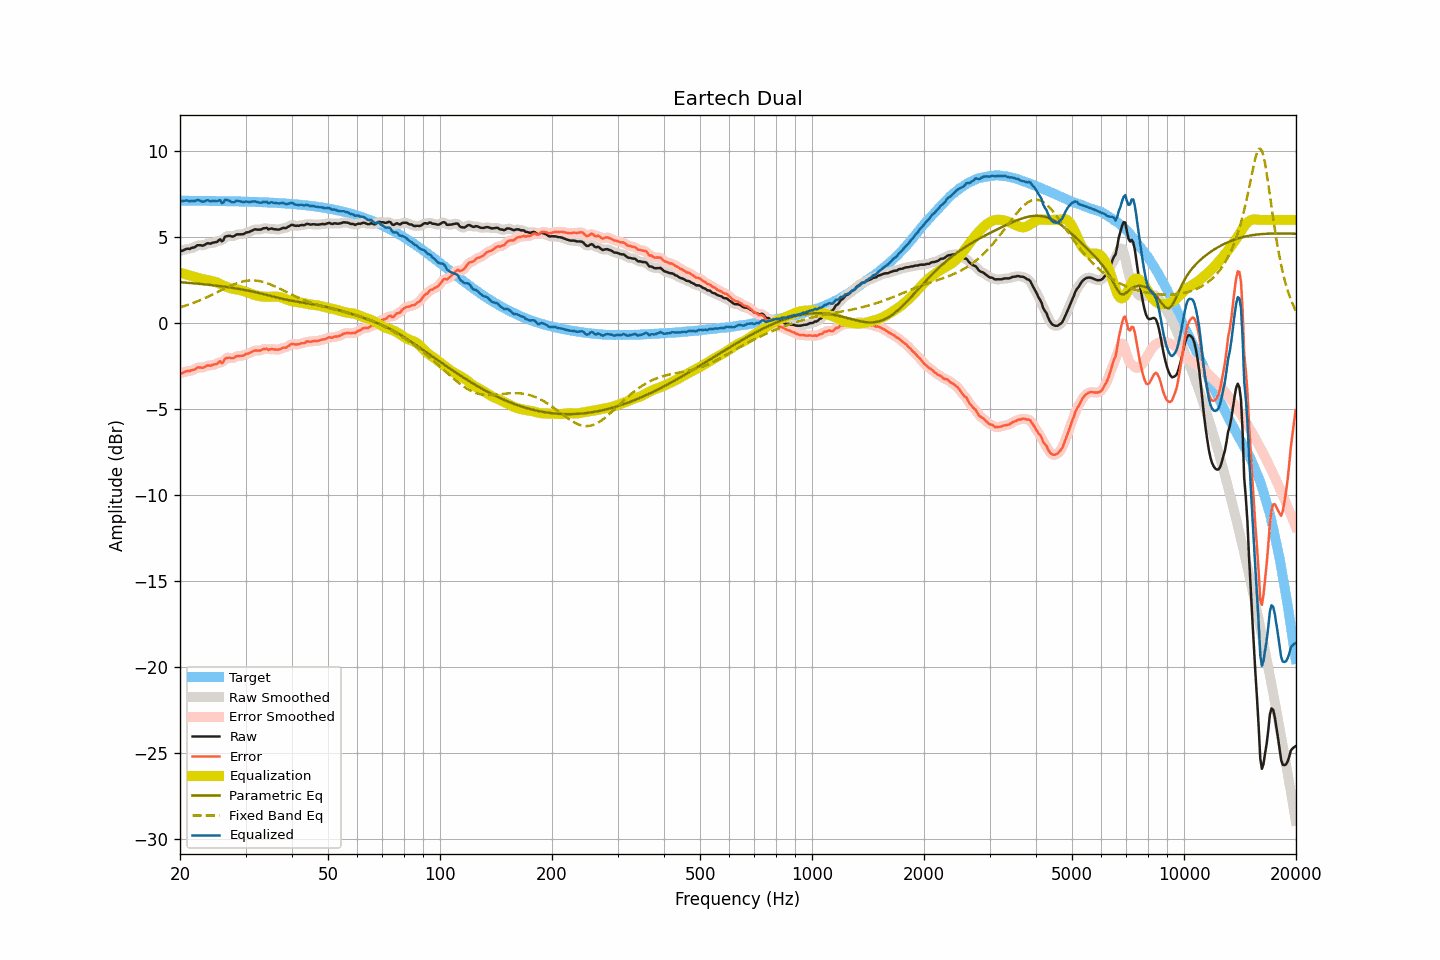 Eartech Dual
10
5
0
−5
−10
−15
−20
−25
−30
Amplitude (dBr)
Target
Raw Smoothed
Error Smoothed
Raw
Error
Equalization
Parametric Eq
Fixed Band Eq
Equalized
20 50 100 200 500 1000 2000 5000 10000 20000
Frequency (Hz)